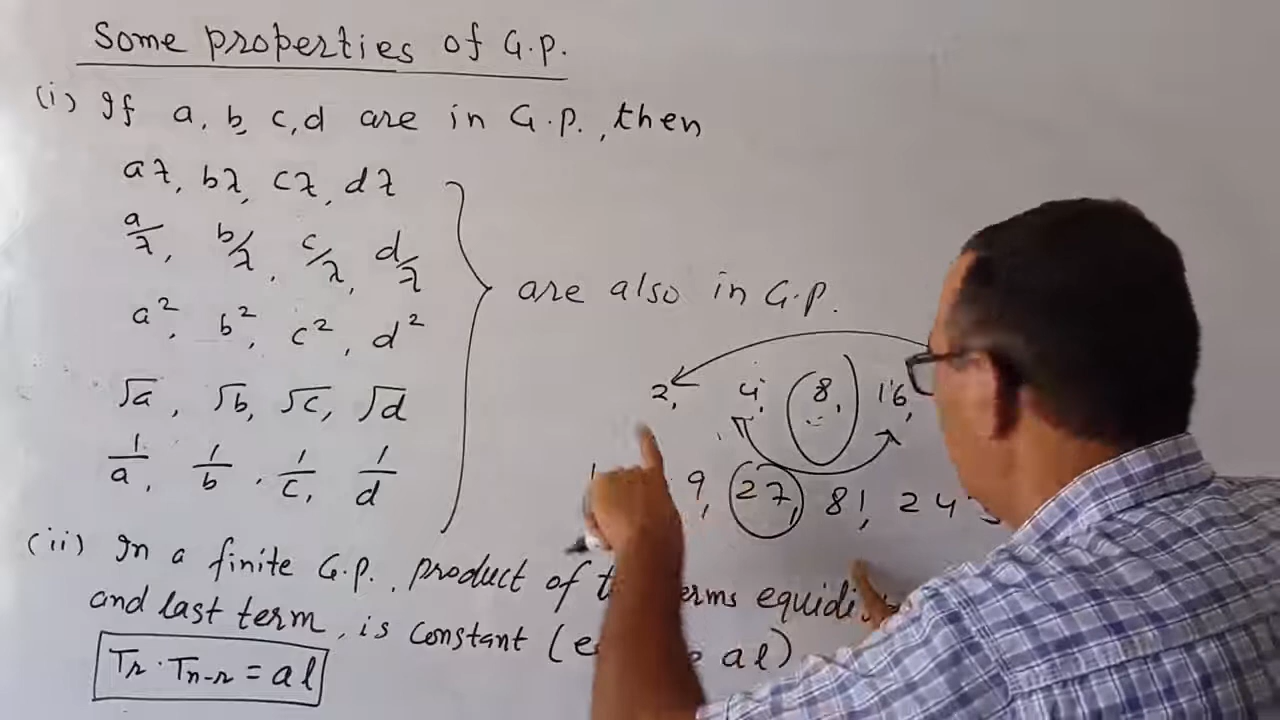 Some properties of G.P.
(i) If a, b, c, d are in G.P., then
aλ, bλ, cλ, dλ
a/λ, b/λ, c/λ, d/λ
are also in G.P.
a², b², c², d²
2, 4, 8, 16,
√a, √b, √c, √d
9, 27, 81, 243
1/a, 1/b, 1/c, 1/d
(ii) In a finite G.P. product of terms
and last term, is constant ( al)
Tr · Tn-r = al